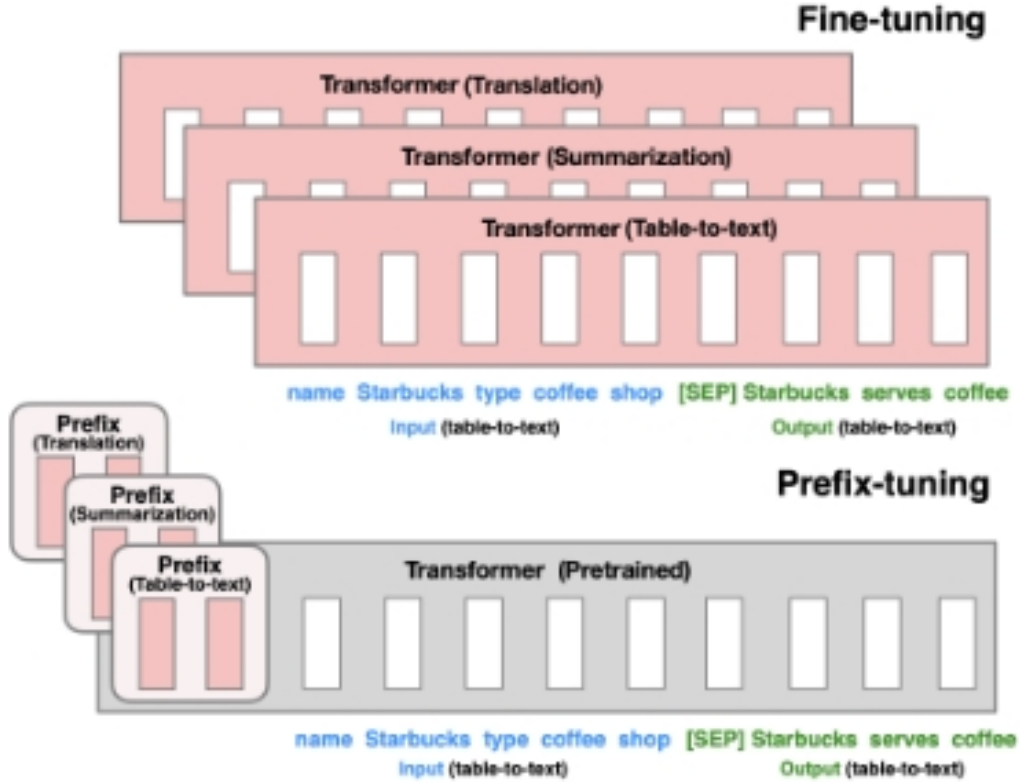 Fine-tuning
Transformer (Translation)
Transformer (Summarization)
Transformer (Table-to-text)
name Starbucks type coffee shop [SEP] Starbucks serves coffee
Input (table-to-text) Output (table-to-text)
Prefix
(Translation)
Prefix-tuning
Prefix
(Summarization)
Prefix
(Table-to-text)
Transformer (Pretrained)
name Starbucks type coffee shop [SEP] Starbucks serves coffee
Input (table-to-text) Output (table-to-text)